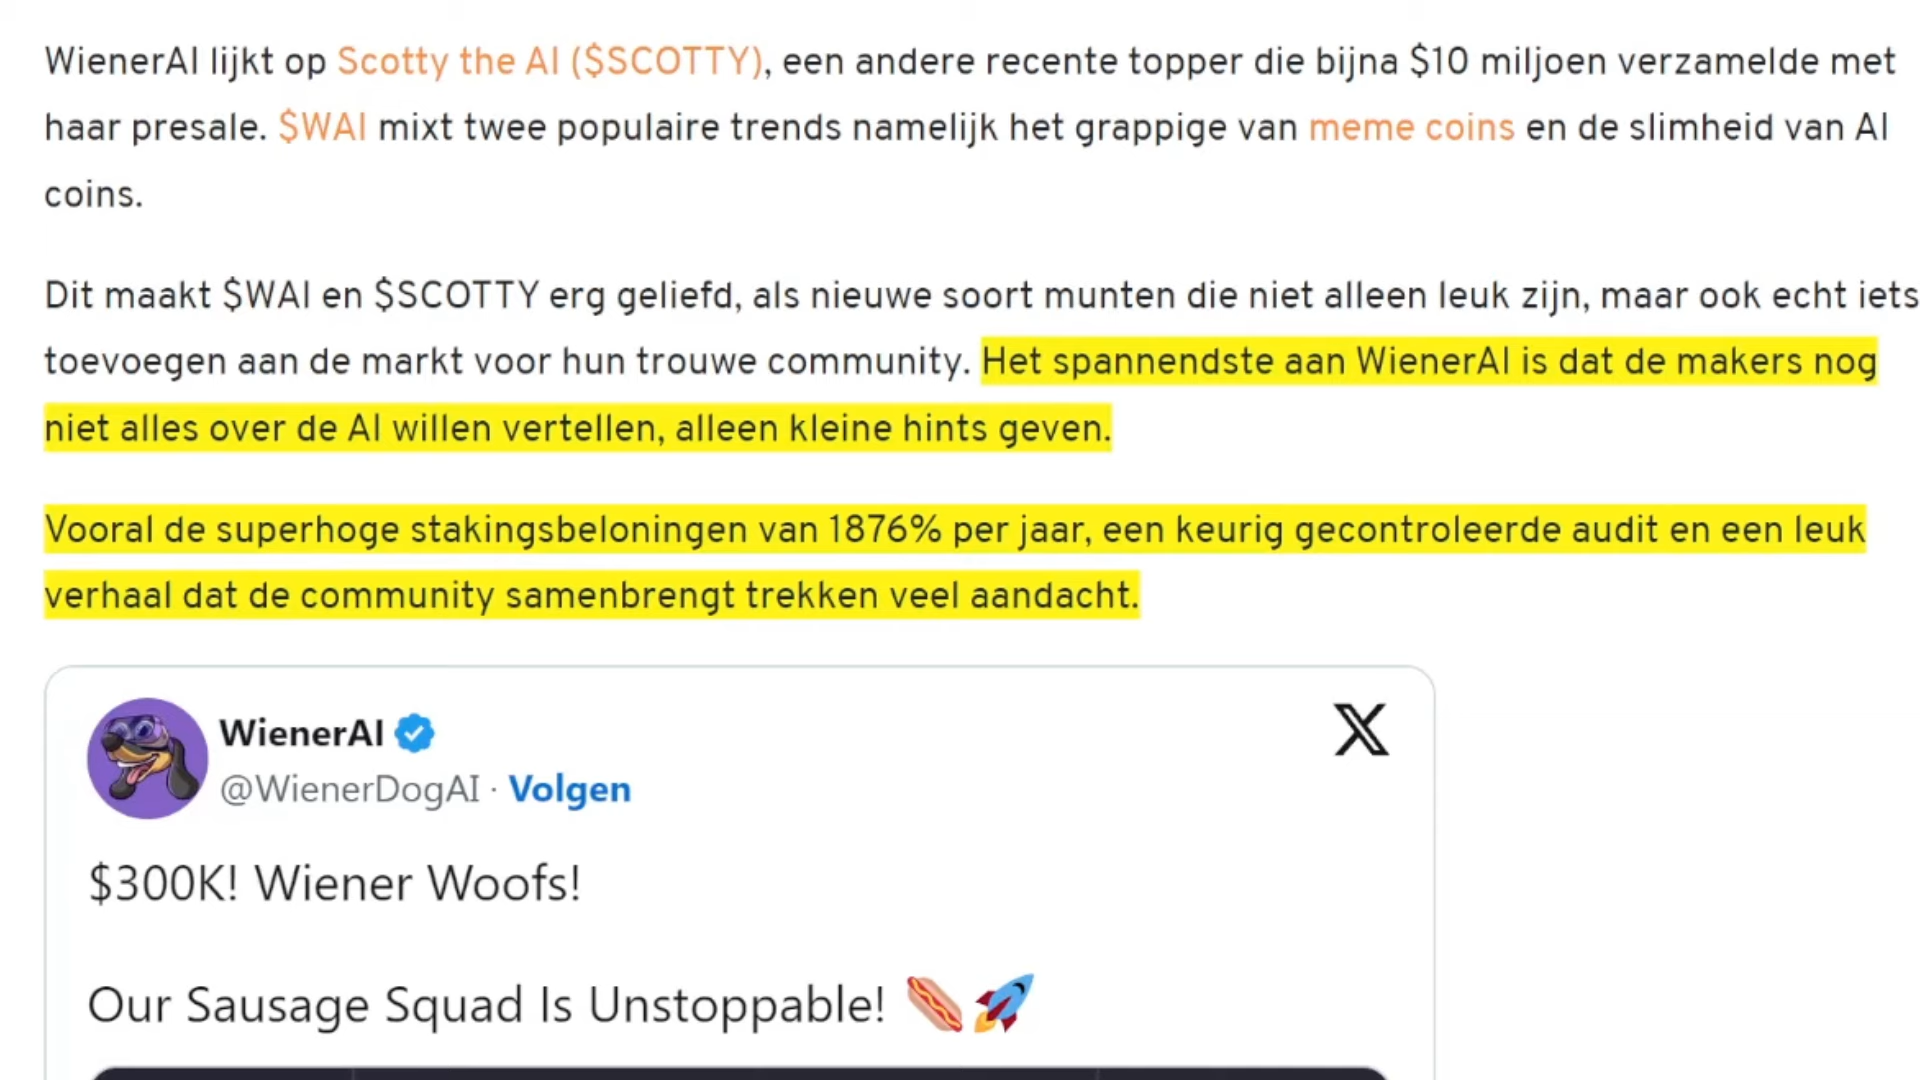 WienerAI lijkt op Scotty the AI ($SCOTTY), een andere recente topper die bijna $10 miljoen verzamelde met
haar presale. $WAI mixt twee populaire trends namelijk het grappige van meme coins en de slimheid van AI
coins.
Dit maakt $WAI en $SCOTTY erg geliefd, als nieuwe soort munten die niet alleen leuk zijn, maar ook echt iets
toevoegen aan de markt voor hun trouwe community. Het spannendste aan WienerAI is dat de makers nog
niet alles over de AI willen vertellen, alleen kleine hints geven.
Vooral de superhoge stakingsbeloningen van 1876% per jaar, een keurig gecontroleerde audit en een leuk
verhaal dat de community samenbrengt trekken veel aandacht.
WienerAI
@WienerDogAI · Volgen
$300K! Wiener Woofs!
Our Sausage Squad Is Unstoppable! 🌭🚀